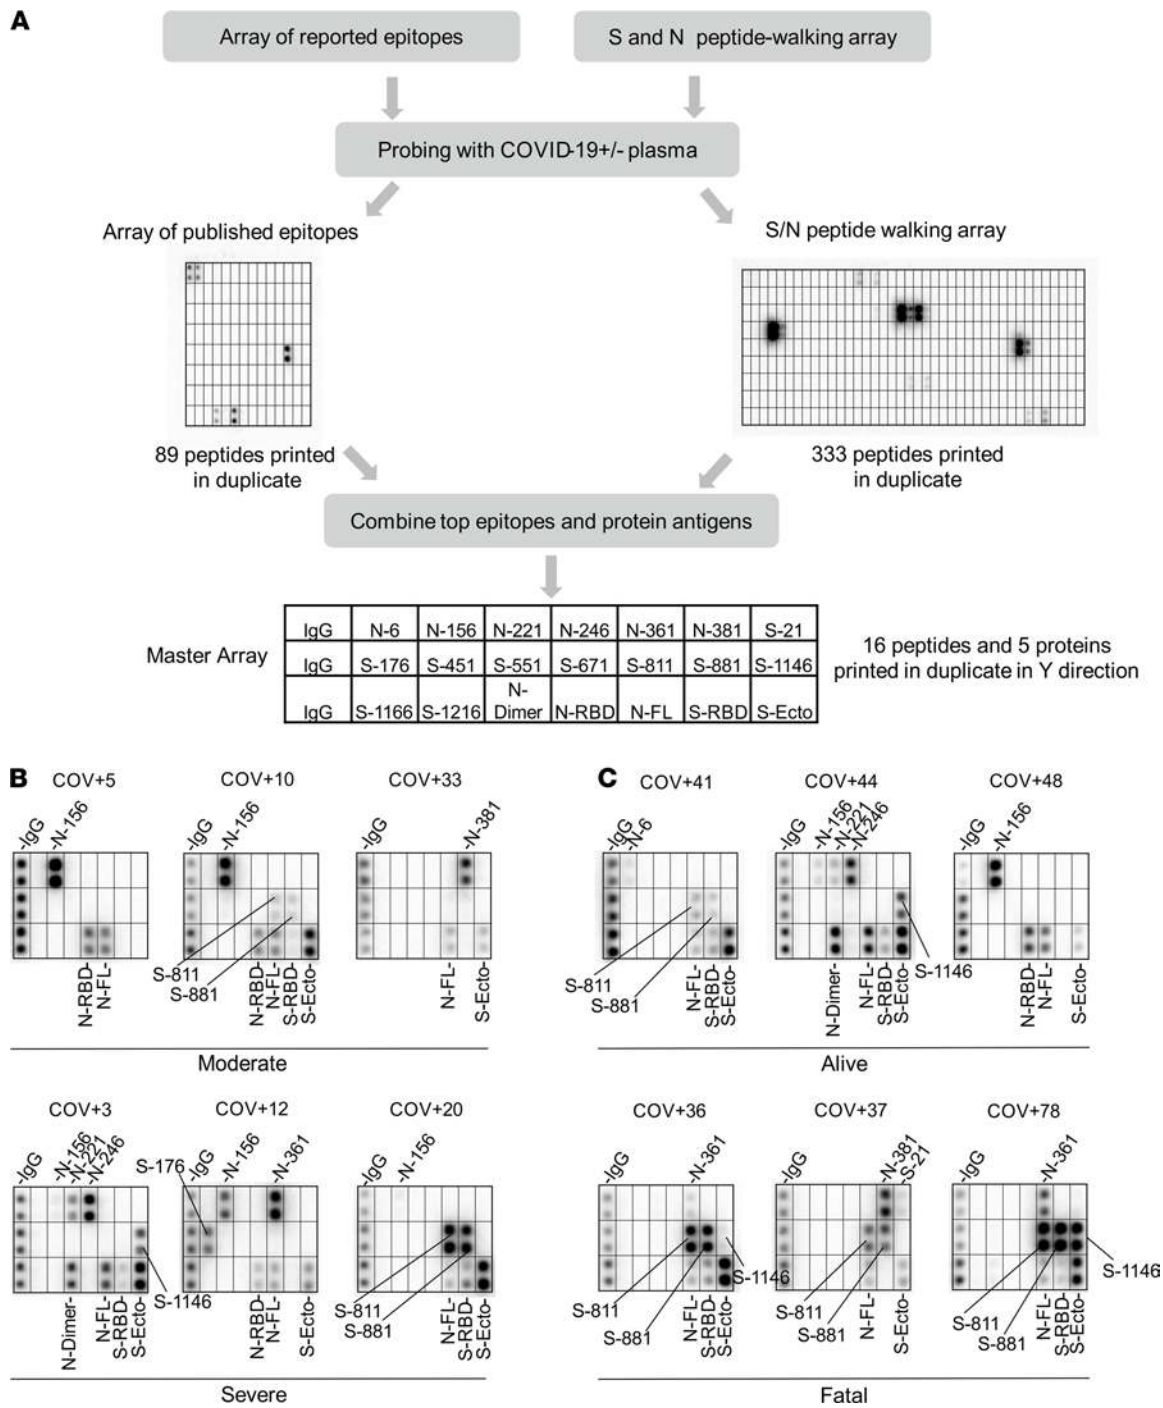 A
Array of reported epitopes
S and N peptide-walking array
Probing with COVID-19+/- plasma
Array of published epitopes
S/N peptide walking array
89 peptides printed
in duplicate
333 peptides printed
in duplicate
Combine top epitopes and protein antigens
Master Array
IgG N-6 N-156 N-221 N-246 N-361 N-381 S-21
IgG S-176 S-451 S-551 S-671 S-811 S-881 S-1146
IgG S-1166 S-1216 N-Dimer N-RBD N-FL S-RBD S-Ecto
16 peptides and 5 proteins
printed in duplicate in Y direction
B
COV+5
-IgG
-N-156
N-RBD-
N-FL-
COV+10
-IgG
-N-156
S-811
S-881
N-RBD-
N-FL-
S-RBD-
S-Ecto-
COV+33
-IgG
-N-381
N-FL-
S-Ecto-
Moderate
COV+3
-IgG
-N-156
-N-221
-N-246
S-1146
N-Dimer-
N-FL-
S-RBD-
S-Ecto-
COV+12
S-176
-IgG
-N-156
-N-361
N-RBD-
N-FL-
S-Ecto-
COV+20
-IgG
-N-156
S-811
S-881
N-FL-
S-RBD-
S-Ecto-
Severe
C
COV+41
-IgG
-N-6
S-811
S-881
N-FL-
S-RBD-
S-Ecto-
COV+44
-IgG
-N-156
-N-221
-N-246
S-1146
N-Dimer-
N-FL-
S-RBD-
S-Ecto-
COV+48
-IgG
-N-156
N-RBD-
N-FL-
S-Ecto-
Alive
COV+36
-IgG
-N-361
S-1146
S-811
S-881
N-FL-
S-RBD-
S-Ecto-
COV+37
-IgG
-N-381
-S-21
S-811
S-881
N-FL-
S-Ecto-
COV+78
-IgG
-N-361
S-1146
S-811
S-881
N-FL-
S-RBD-
S-Ecto-
Fatal